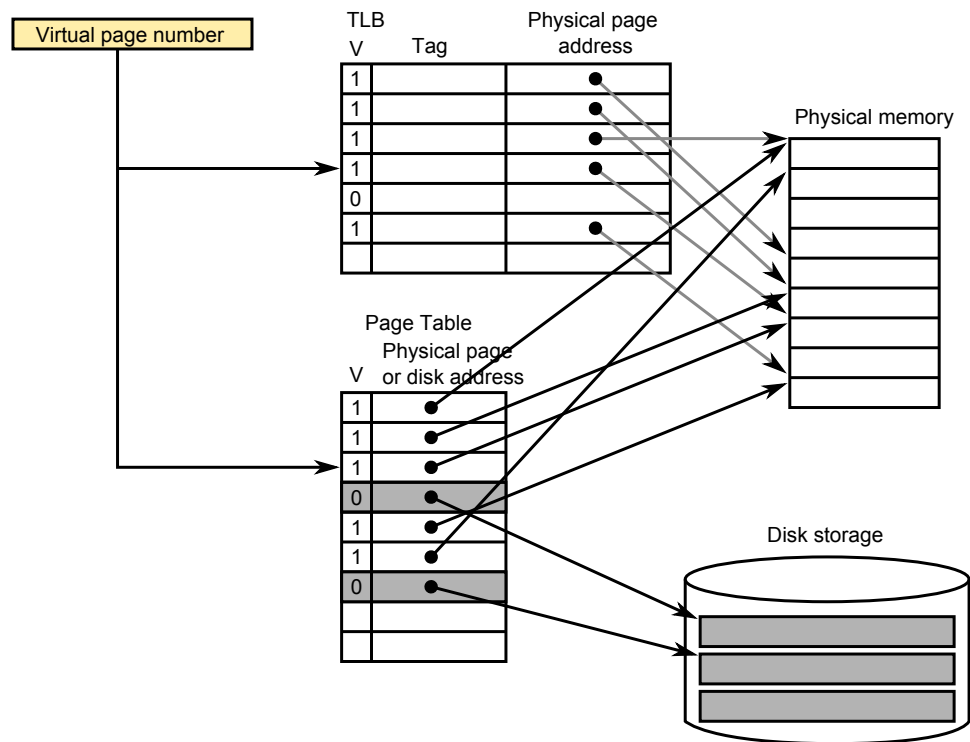 Virtual page number
TLB
Physical page
address
V
Tag
1
1
1
1
0
1
Physical memory
Page Table
Physical page
or disk address
V
1
1
1
0
1
1
0
Disk storage